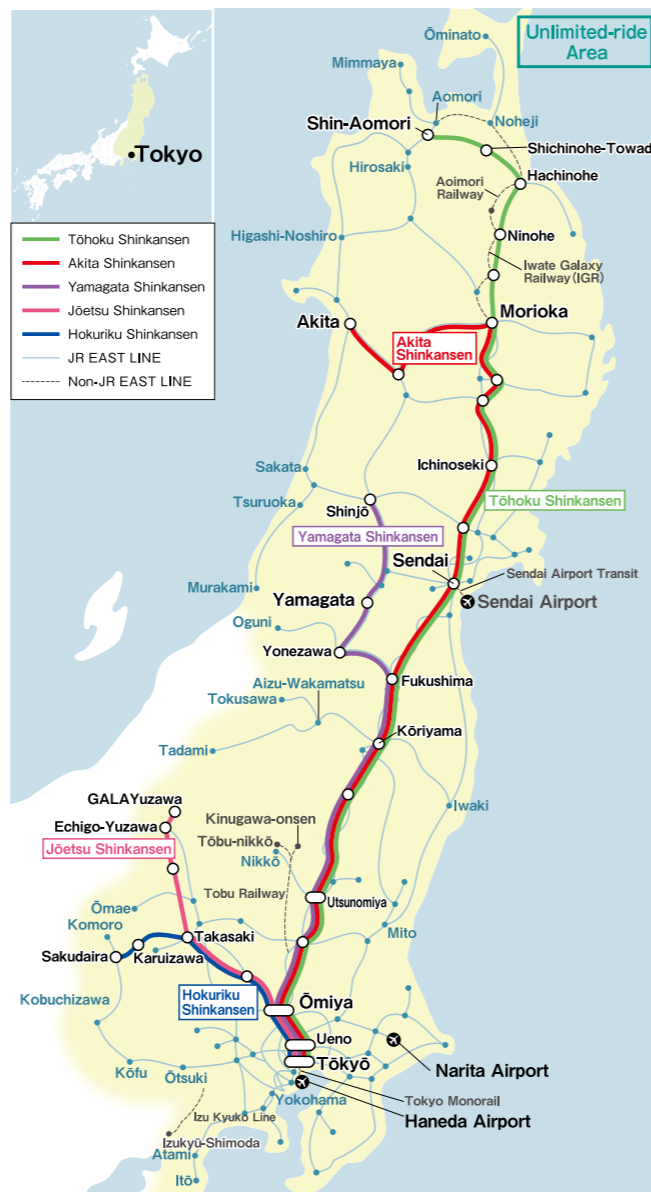 Unlimited-ride
Area
Ōminato
Mimmaya
Aomori
Shin-Aomori
Noheji
Shichinohe-Towad
Hirosaki
Hachinohe
Aoimori
Railway
Tokyo
Tōhoku Shinkansen
Akita Shinkansen
Yamagata Shinkansen
Jōetsu Shinkansen
Hokuriku Shinkansen
JR EAST LINE
Non-JR EAST LINE
Higashi-Noshiro
Ninohe
Iwate Galaxy
Railway (IGR)
Morioka
Akita
Akita
Shinkansen
Ichinoseki
Sakata
Tsuruoka
Shinjō
Tōhoku Shinkansen
Yamagata Shinkansen
Sendai
Sendai Airport Transit
Murakami
Yamagata
Sendai Airport
Oguni
Yonezawa
Aizu-Wakamatsu
Fukushima
Tokusawa
Kōriyama
Tadami
GALAYuzawa
Iwaki
Echigo-Yuzawa
Kinugawa-onsen
Tōbu-nikkō
Jōetsu Shinkansen
Nikkō
Tobu Railway
Utsunomiya
Ōmae
Komoro
Takasaki
Mito
Sakudaira
Karuizawa
Kobuchizawa
Hokuriku
Shinkansen
Ōmiya
Ueno
Tōkyō
Narita Airport
Kōfu
Ōtsuki
Yokohama
Tokyo Monorail
Haneda Airport
Izu Kyukō Line
Izukyū-Shimoda
Atami
Itō